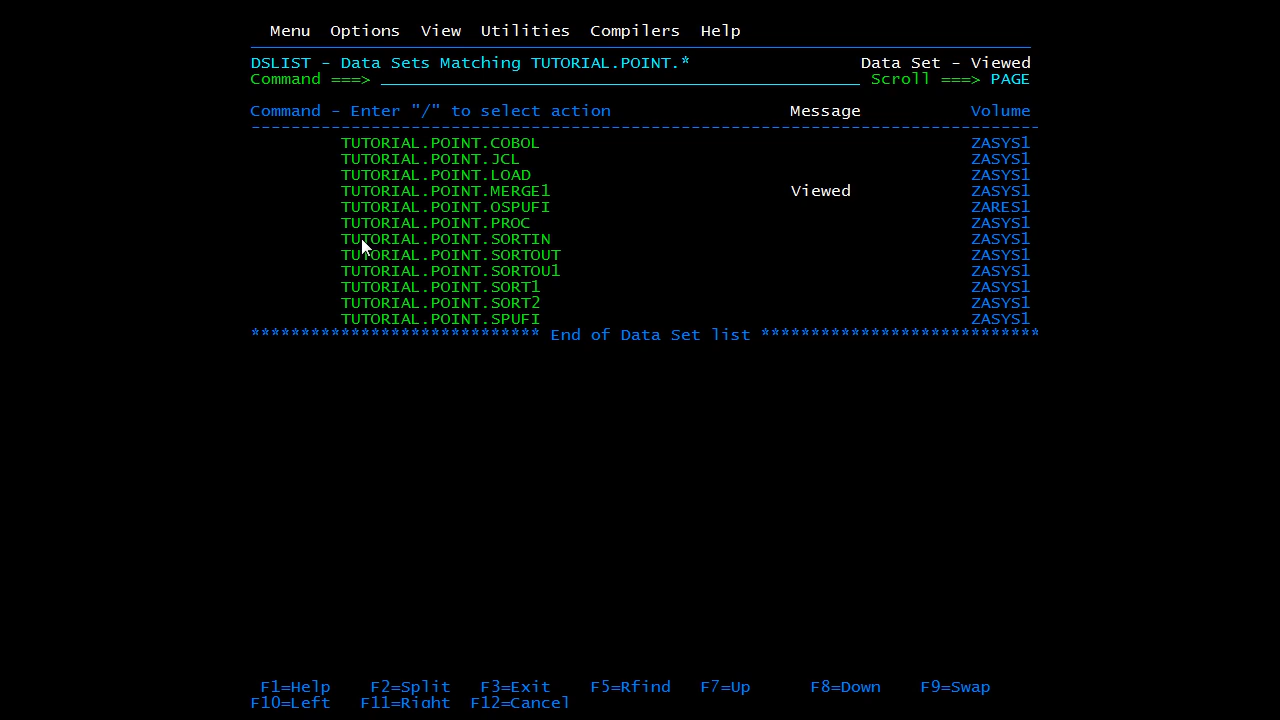 Menu Options View Utilities Compilers Help
DSLIST - Data Sets Matching TUTORIAL.POINT.* Data Set - Viewed
Command ===> Scroll ===> PAGE
Command - Enter "/" to select action Message Volume
TUTORIAL.POINT.COBOL ZASYS1
TUTORIAL.POINT.JCL ZASYS1
TUTORIAL.POINT.LOAD ZASYS1
TUTORIAL.POINT.MERGE1 Viewed ZASYS1
TUTORIAL.POINT.OSPUFI ZARES1
TUTORIAL.POINT.PROC ZASYS1
TUTORIAL.POINT.SORTIN ZASYS1
TUTORIAL.POINT.SORTOUT ZASYS1
TUTORIAL.POINT.SORTOU1 ZASYS1
TUTORIAL.POINT.SORT1 ZASYS1
TUTORIAL.POINT.SORT2 ZASYS1
TUTORIAL.POINT.SPUFI ZASYS1
***************************** End of Data Set list ****************************
F1=Help F2=Split F3=Exit F5=Rfind F7=Up F8=Down F9=Swap
F10=Left F11=Right F12=Cancel